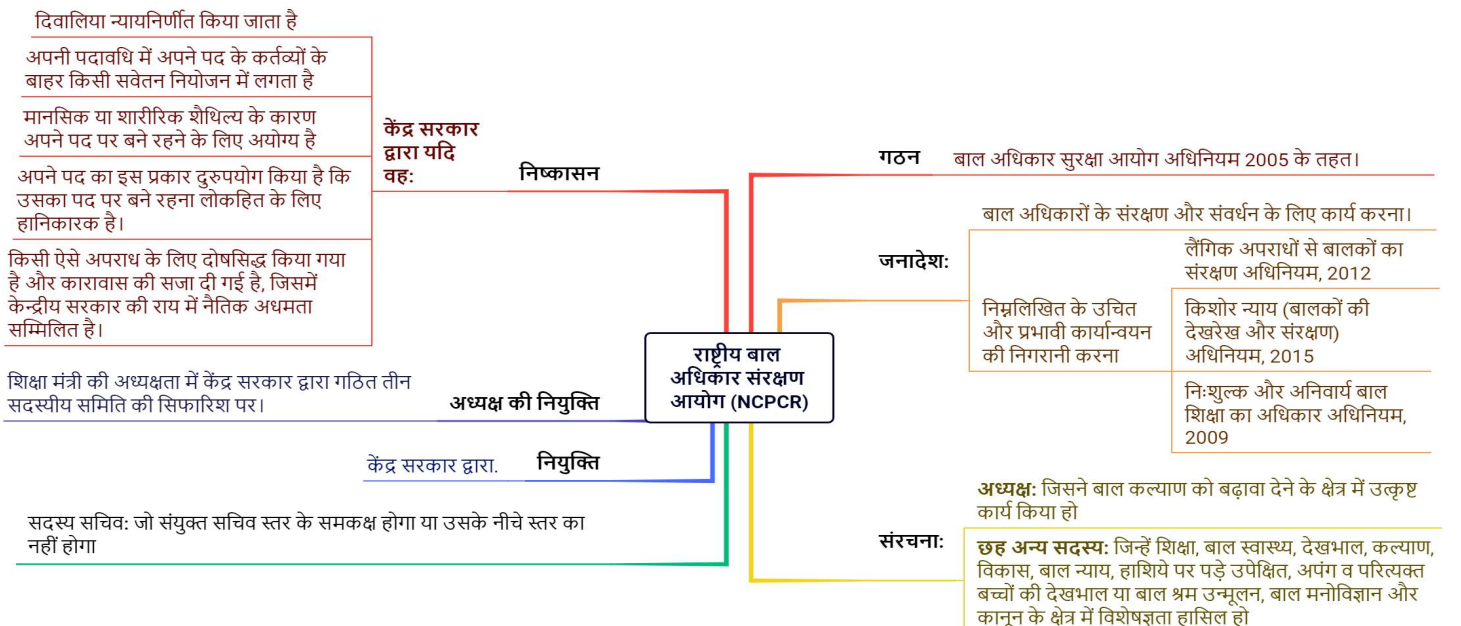 दिवालिया न्यायनिर्णीत किया जाता है
अपनी पदावधि में अपने पद के कर्तव्यों के
बाहर किसी सवेतन नियोजन में लगता है
मानसिक या शारीरिक शैथिल्य के कारण
अपने पद पर बने रहने के लिए अयोग्य है
अपने पद का इस प्रकार दुरुपयोग किया है कि
उसका पद पर बने रहना लोकहित के लिए
हानिकारक है।
किसी ऐसे अपराध के लिए दोषसिद्ध किया गया
है और कारावास की सजा दी गई है, जिसमें
केन्द्रीय सरकार की राय में नैतिक अधमता
सम्मिलित है।
केंद्र सरकार
द्वारा यदि
वह:
निष्कासन
शिक्षा मंत्री की अध्यक्षता में केंद्र सरकार द्वारा गठित तीन
सदस्यीय समिति की सिफारिश पर।
अध्यक्ष की नियुक्ति
केंद्र सरकार द्वारा.
नियुक्ति
सदस्य सचिव: जो संयुक्त सचिव स्तर के समकक्ष होगा या उसके नीचे स्तर का
नहीं होगा
राष्ट्रीय बाल
अधिकार संरक्षण
आयोग (NCPCR)
गठन
बाल अधिकार सुरक्षा आयोग अधिनियम 2005 के तहत।
जनादेश:
बाल अधिकारों के संरक्षण और संवर्धन के लिए कार्य करना।
निम्नलिखित के उचित
और प्रभावी कार्यान्वयन
की निगरानी करना
लैंगिक अपराधों से बालकों का
संरक्षण अधिनियम, 2012
किशोर न्याय (बालकों की
देखरेख और संरक्षण)
अधिनियम, 2015
निःशुल्क और अनिवार्य बाल
शिक्षा का अधिकार अधिनियम,
2009
संरचना:
अध्यक्ष: जिसने बाल कल्याण को बढ़ावा देने के क्षेत्र में उत्कृष्ट
कार्य किया हो
छह अन्य सदस्य: जिन्हें शिक्षा, बाल स्वास्थ्य, देखभाल, कल्याण,
विकास, बाल न्याय, हाशिये पर पड़े उपेक्षित, अपंग व परित्यक्त
बच्चों की देखभाल या बाल श्रम उन्मूलन, बाल मनोविज्ञान और
कानून के क्षेत्र में विशेषज्ञता हासिल हो